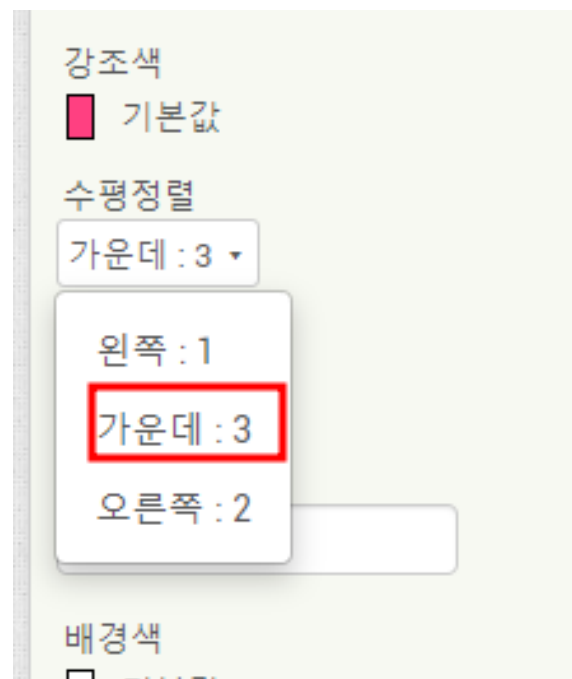 강조색
기본값
수평정렬
가운데 : 3
왼쪽 : 1
가운데 : 3
오른쪽 : 2
배경색